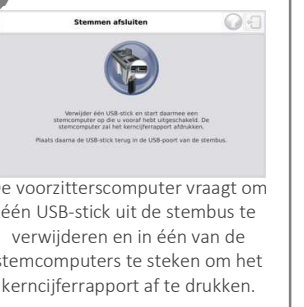 Stemmen afsluiten
Verwijder één USB-stick en start daarmee een
stemcomputer op die u vooraf hebt uitgeschakeld. De
stemcomputer zal het kerncijferrapport afdrukken.
Plaats daarna de USB-stick terug in de USB-poort van de stembus.
e voorzitterscomputer vraagt om
één USB-stick uit de stembus te
verwijderen en in één van de
stemcomputers te steken om het
kerncijferrapport af te drukken.